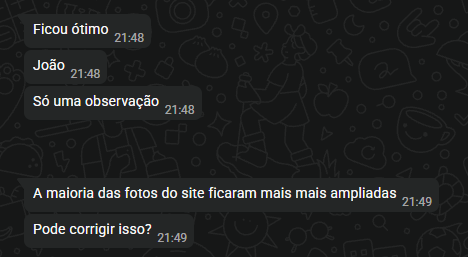 Ficou ótimo 21:48
João 21:48
Só uma observação 21:48
A maioria das fotos do site ficaram mais mais ampliadas 21:49
Pode corrigir isso? 21:49